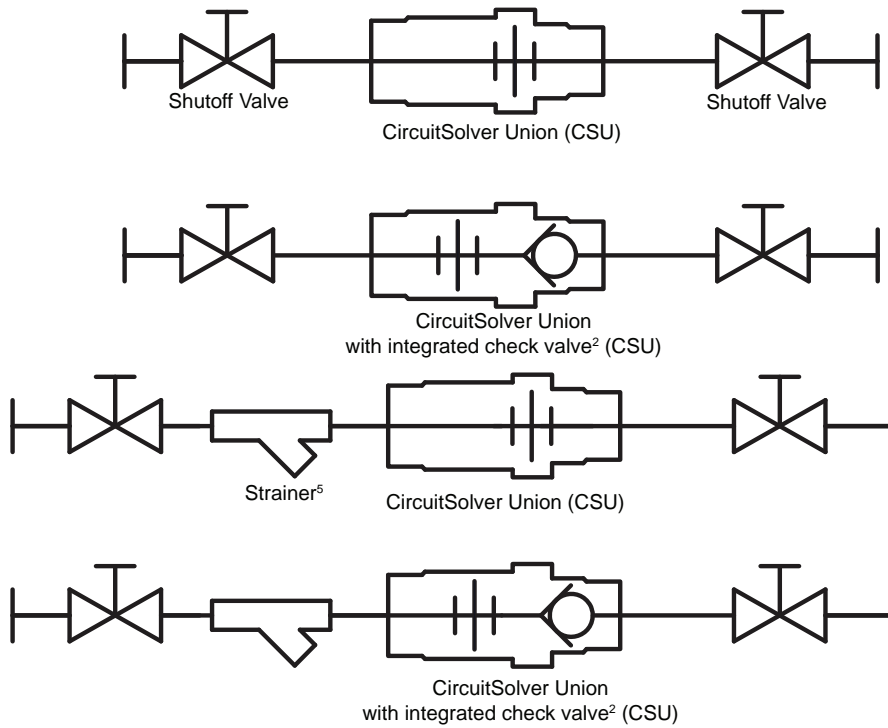 Shutoff Valve
Shutoff Valve
CircuitSolver Union (CSU)
CircuitSolver Union
with integrated check valve² (CSU)
Strainer⁵
CircuitSolver Union (CSU)
CircuitSolver Union
with integrated check valve² (CSU)